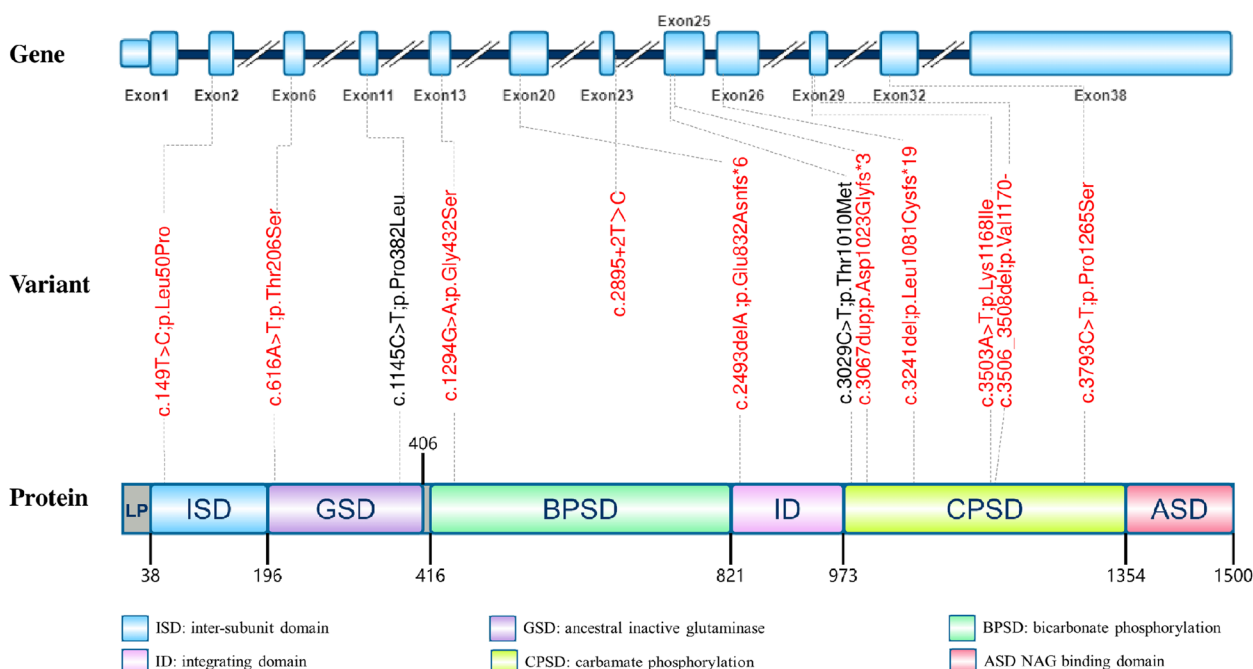 Gene
Exon25
Exon1
Exon2
Exon6
Exon11
Exon13
Exon20
Exon23
Exon26
Exon29
Exon32
Exon38
Variant
c.149T>C;p.Leu50Pro
c.616A>T;p.Thr206Ser
c.1145C>T;p.Pro382Leu
c.1294G>A;p.Gly432Ser
c.2895+2T>C
c.2493delA ;p.Glu832Asnfs*6
c.3029C>T;p.Thr1010Met
c.3067dup;p.Asp1023Glyfs*3
c.3241del;p.Leu1081Cysfs*19
c.3503A>T;p.Lys1168Ile
c.3506_3508del;p.Val1170-
c.3793C>T;p.Pro1265Ser
406
Protein
LP
ISD
GSD
BPSD
ID
CPSD
ASD
38
196
416
821
973
1354
1500
ISD: inter-subunit domain
GSD: ancestral inactive glutaminase
BPSD: bicarbonate phosphorylation
ID: integrating domain
CPSD: carbamate phosphorylation
ASD NAG binding domain